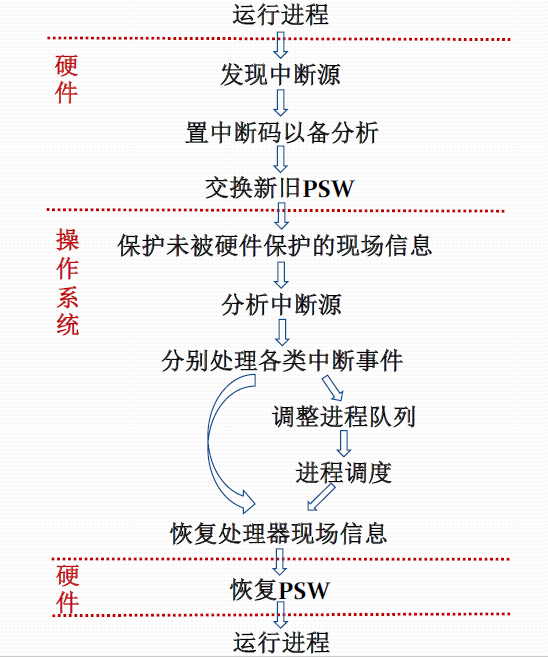 运行进程
硬件
发现中断源
置中断码以备分析
交换新旧PSW
操作系统
保护未被硬件保护的现场信息
分析中断源
分别处理各类中断事件
调整进程队列
进程调度
恢复处理器现场信息
硬件
恢复PSW
运行进程